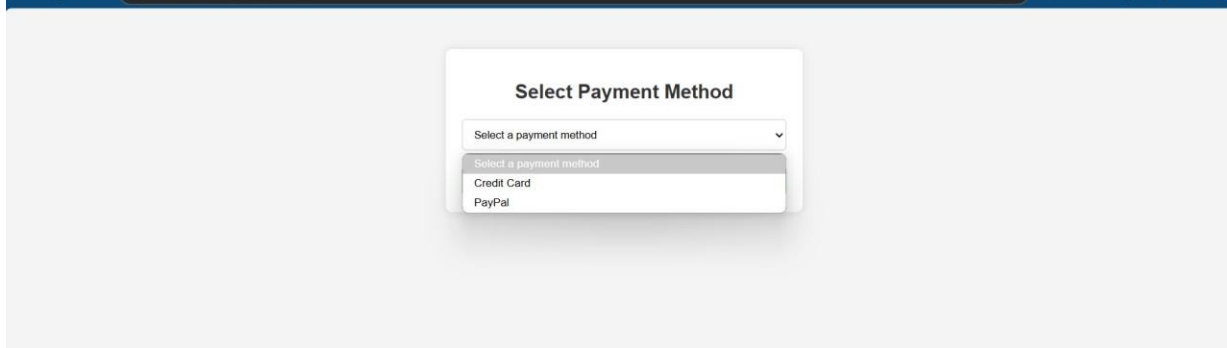 Select Payment Method
Select a payment method
Select a payment method
Credit Card
PayPal